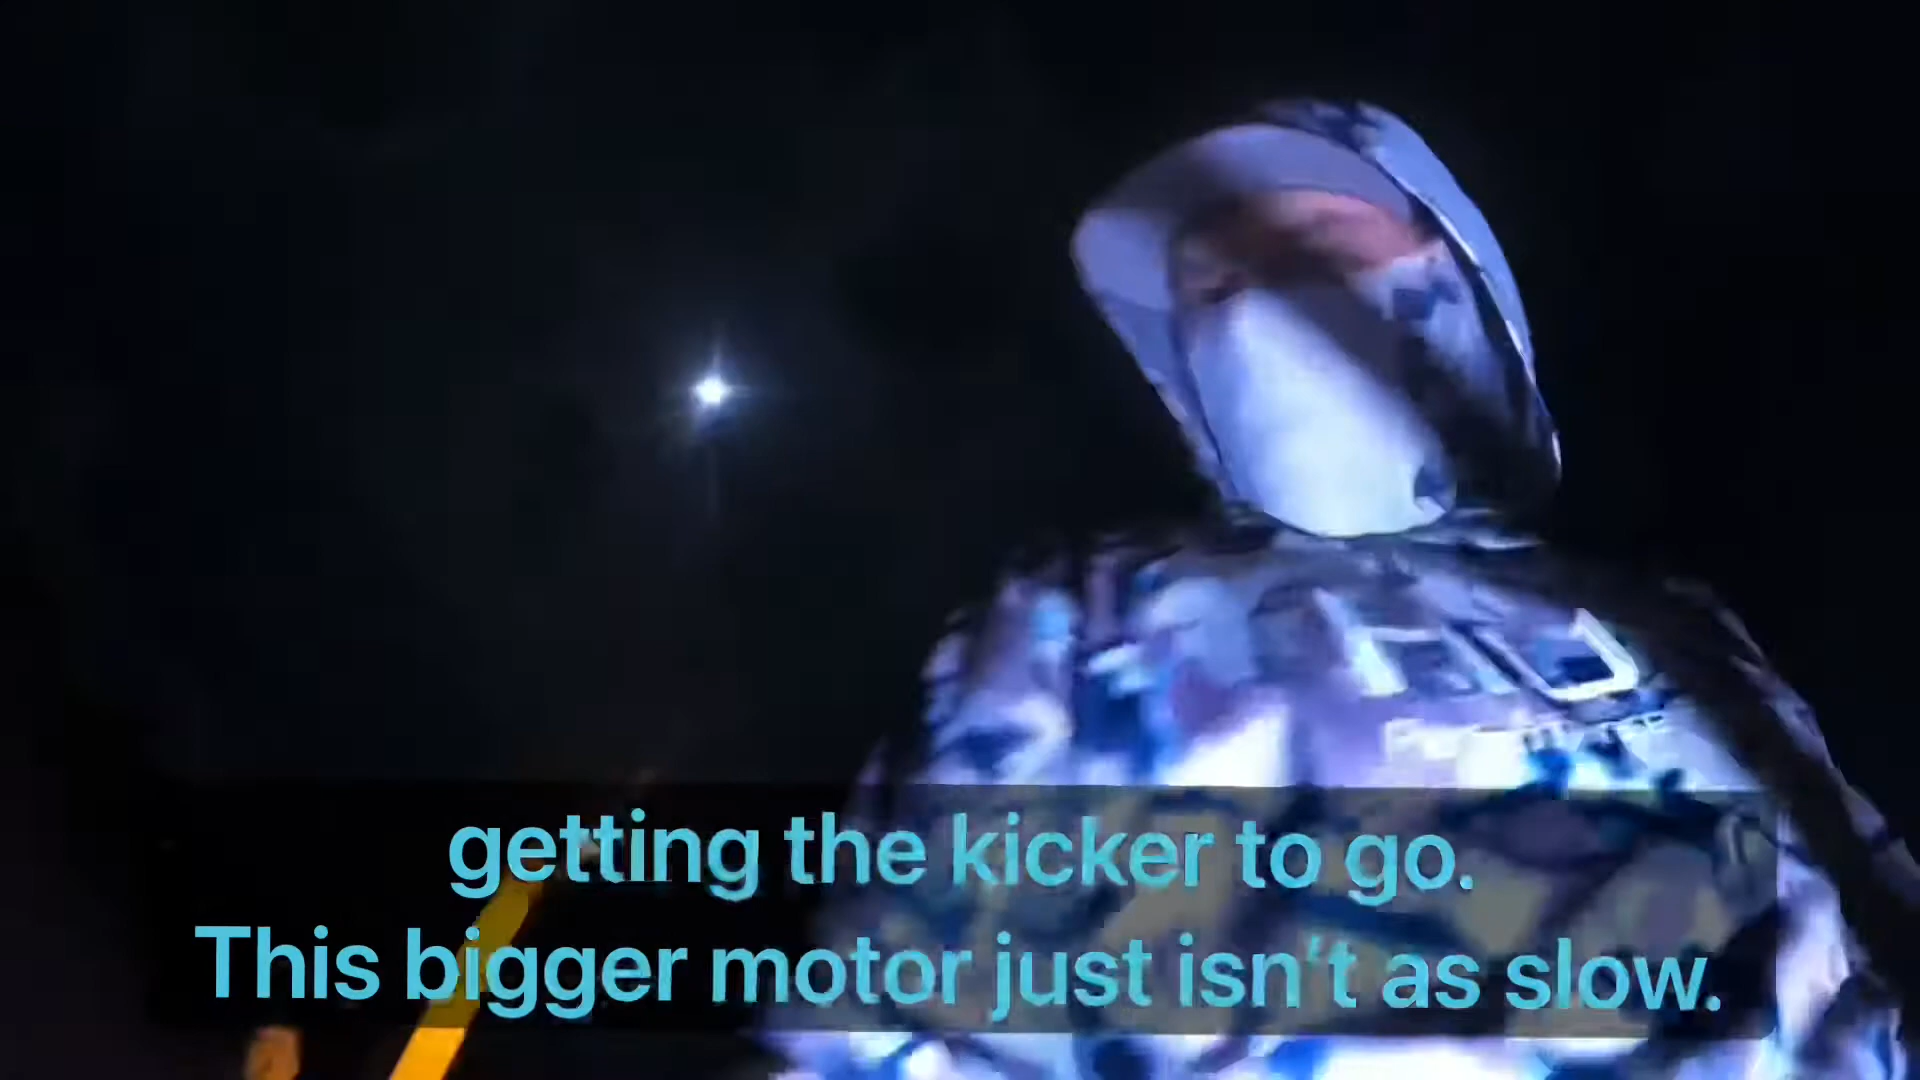 getting the kicker to go.
This bigger motor just isn't as slow.